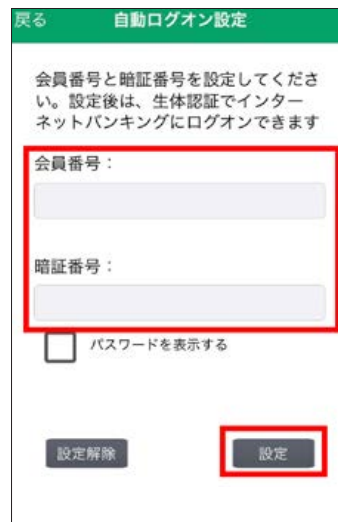 戻る 自動ログオン設定
会員番号と暗証番号を設定してくださ
い。設定後は、生体認証でインター
ネットバンキングにログオンできます
会員番号：
暗証番号：
パスワードを表示する
設定解除 設定